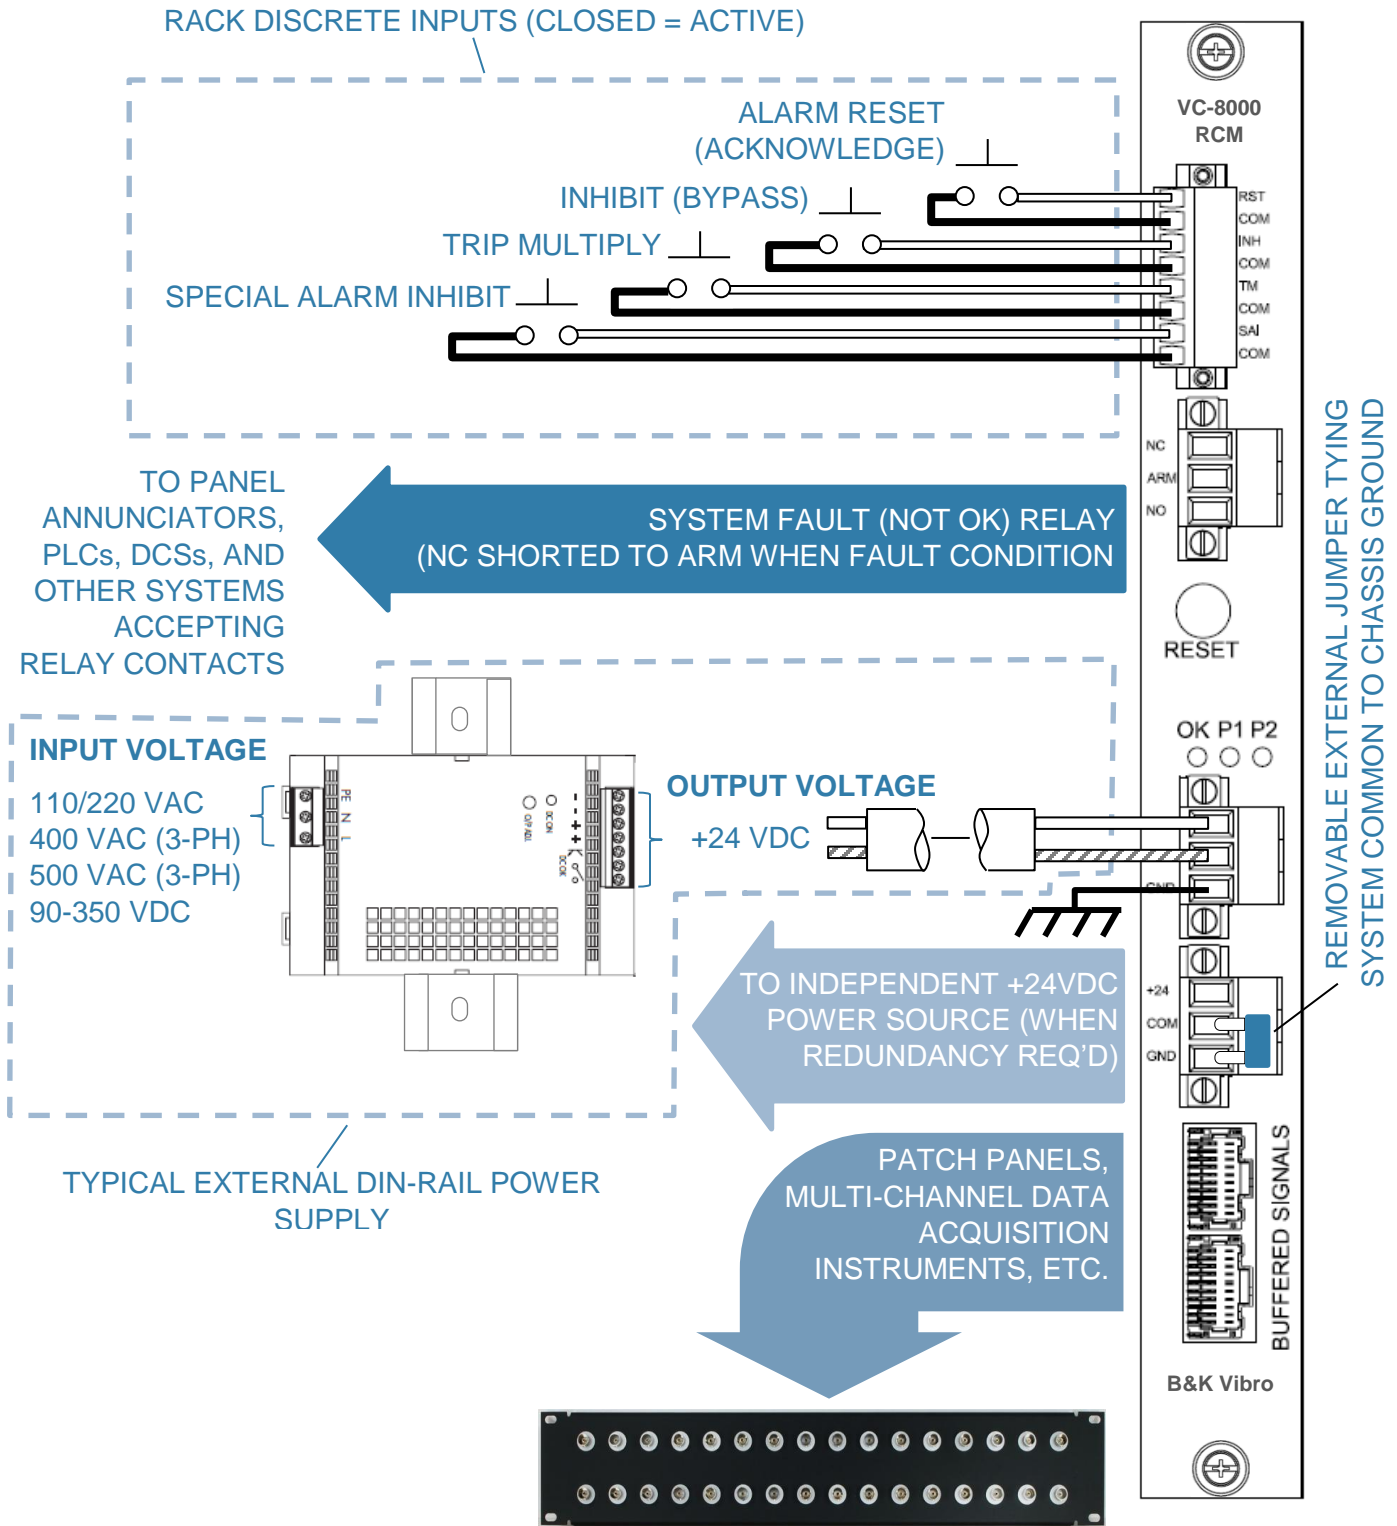 RACK DISCRETE INPUTS (CLOSED = ACTIVE)
VC-8000
RCM
ALARM RESET
(ACKNOWLEDGE)
INHIBIT (BYPASS)
TRIP MULTIPLY
SPECIAL ALARM INHIBIT
RST
COM
INH
COM
TM
COM
SAI
COM
NC
ARM
NO
TO PANEL
ANNUNCIATORS,
PLCs, DCSs, AND
OTHER SYSTEMS
ACCEPTING
RELAY CONTACTS
SYSTEM FAULT (NOT OK) RELAY
(NC SHORTED TO ARM WHEN FAULT CONDITION
RESET
REMOVABLE EXTERNAL JUMPER TYING
SYSTEM COMMON TO CHASSIS GROUND
OK P1 P2
INPUT VOLTAGE
110/220 VAC
400 VAC (3-PH)
500 VAC (3-PH)
90-350 VDC
PE N L
DC ON
O/P ADJ.
DC OK
- - + +
OUTPUT VOLTAGE
+24 VDC
GND
TO INDEPENDENT +24VDC
POWER SOURCE (WHEN
REDUNDANCY REQ'D)
+24
COM
GND
TYPICAL EXTERNAL DIN-RAIL POWER
SUPPLY
PATCH PANELS,
MULTI-CHANNEL DATA
ACQUISITION
INSTRUMENTS, ETC.
BUFFERED SIGNALS
B&K Vibro